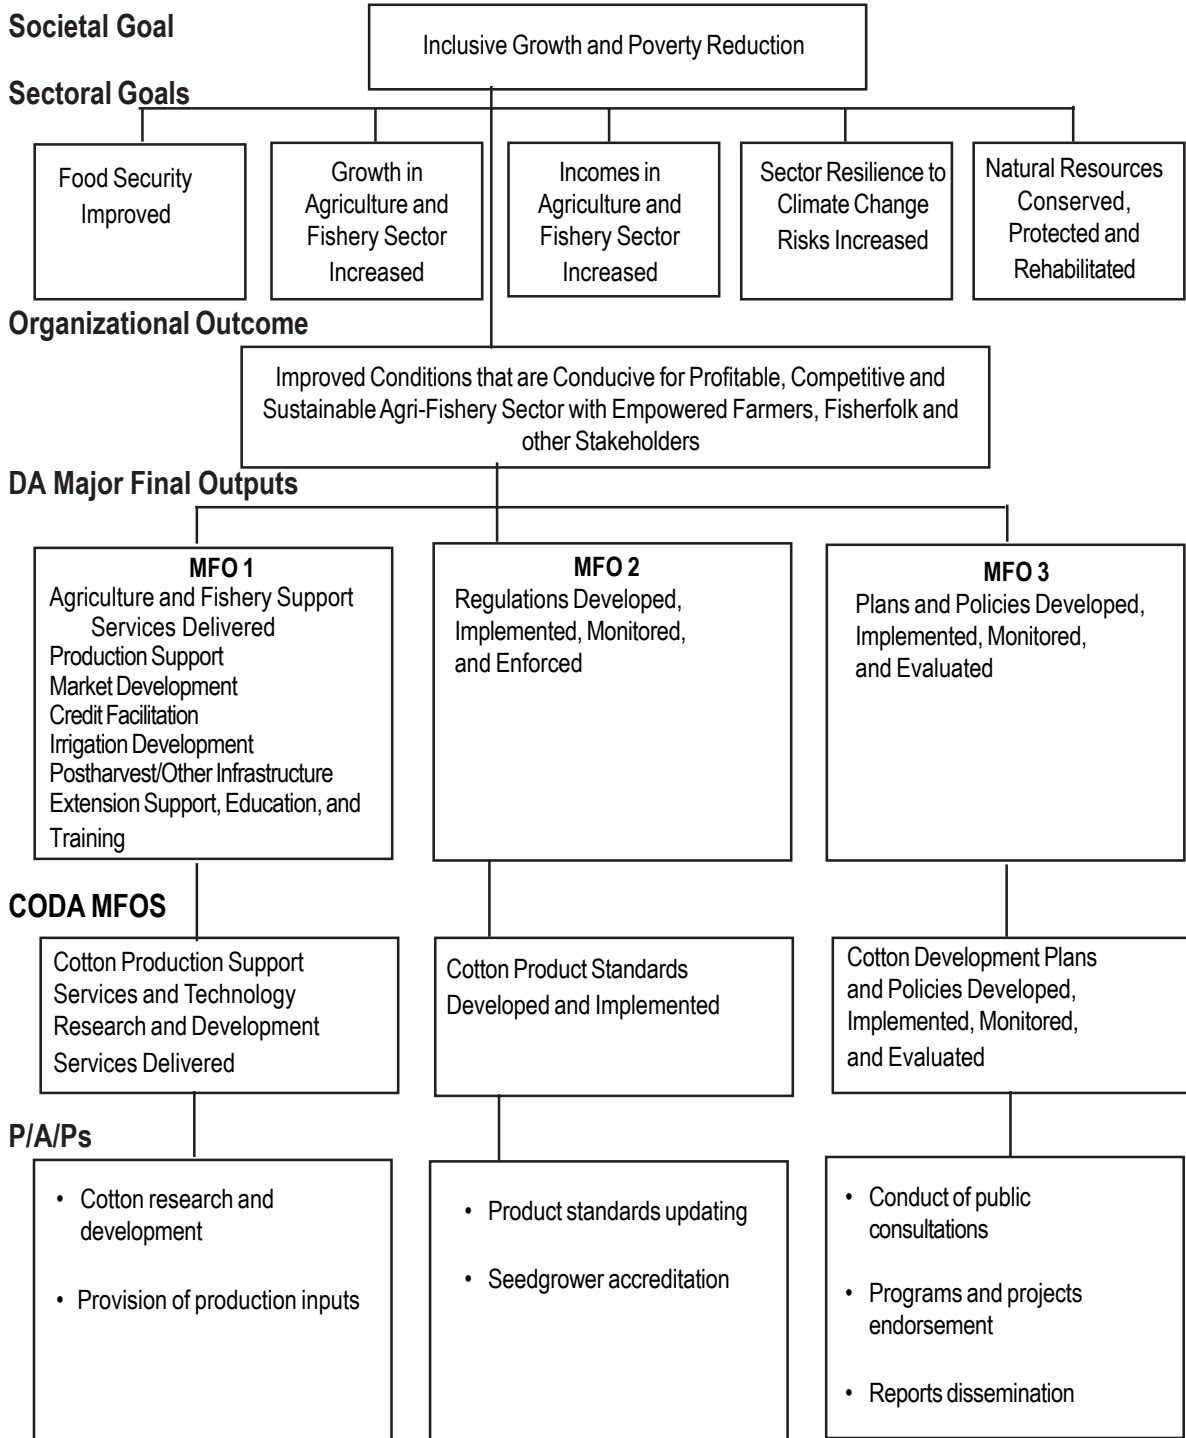 Societal Goal
Inclusive Growth and Poverty Reduction
Sectoral Goals
Food Security
Improved
Growth in
Agriculture and
Fishery Sector
Increased
Incomes in
Agriculture and
Fishery Sector
Increased
Sector Resilience to
Climate Change
Risks Increased
Natural Resources
Conserved,
Protected and
Rehabilitated
Organizational Outcome
Improved Conditions that are Conducive for Profitable, Competitive and
Sustainable Agri-Fishery Sector with Empowered Farmers, Fisherfolk and
other Stakeholders
DA Major Final Outputs
MFO 1
Agriculture and Fishery Support
Services Delivered
Production Support
Market Development
Credit Facilitation
Irrigation Development
Postharvest/Other Infrastructure
Extension Support, Education, and
Training
MFO 2
Regulations Developed,
Implemented, Monitored,
and Enforced
MFO 3
Plans and Policies Developed,
Implemented, Monitored,
and Evaluated
CODA MFOS
Cotton Production Support
Services and Technology
Research and Development
Services Delivered
Cotton Product Standards
Developed and Implemented
Cotton Development Plans
and Policies Developed,
Implemented, Monitored,
and Evaluated
P/A/Ps
• Cotton research and
development
• Provision of production inputs
• Product standards updating
• Seedgrower accreditation
• Conduct of public
consultations
• Programs and projects
endorsement
• Reports dissemination